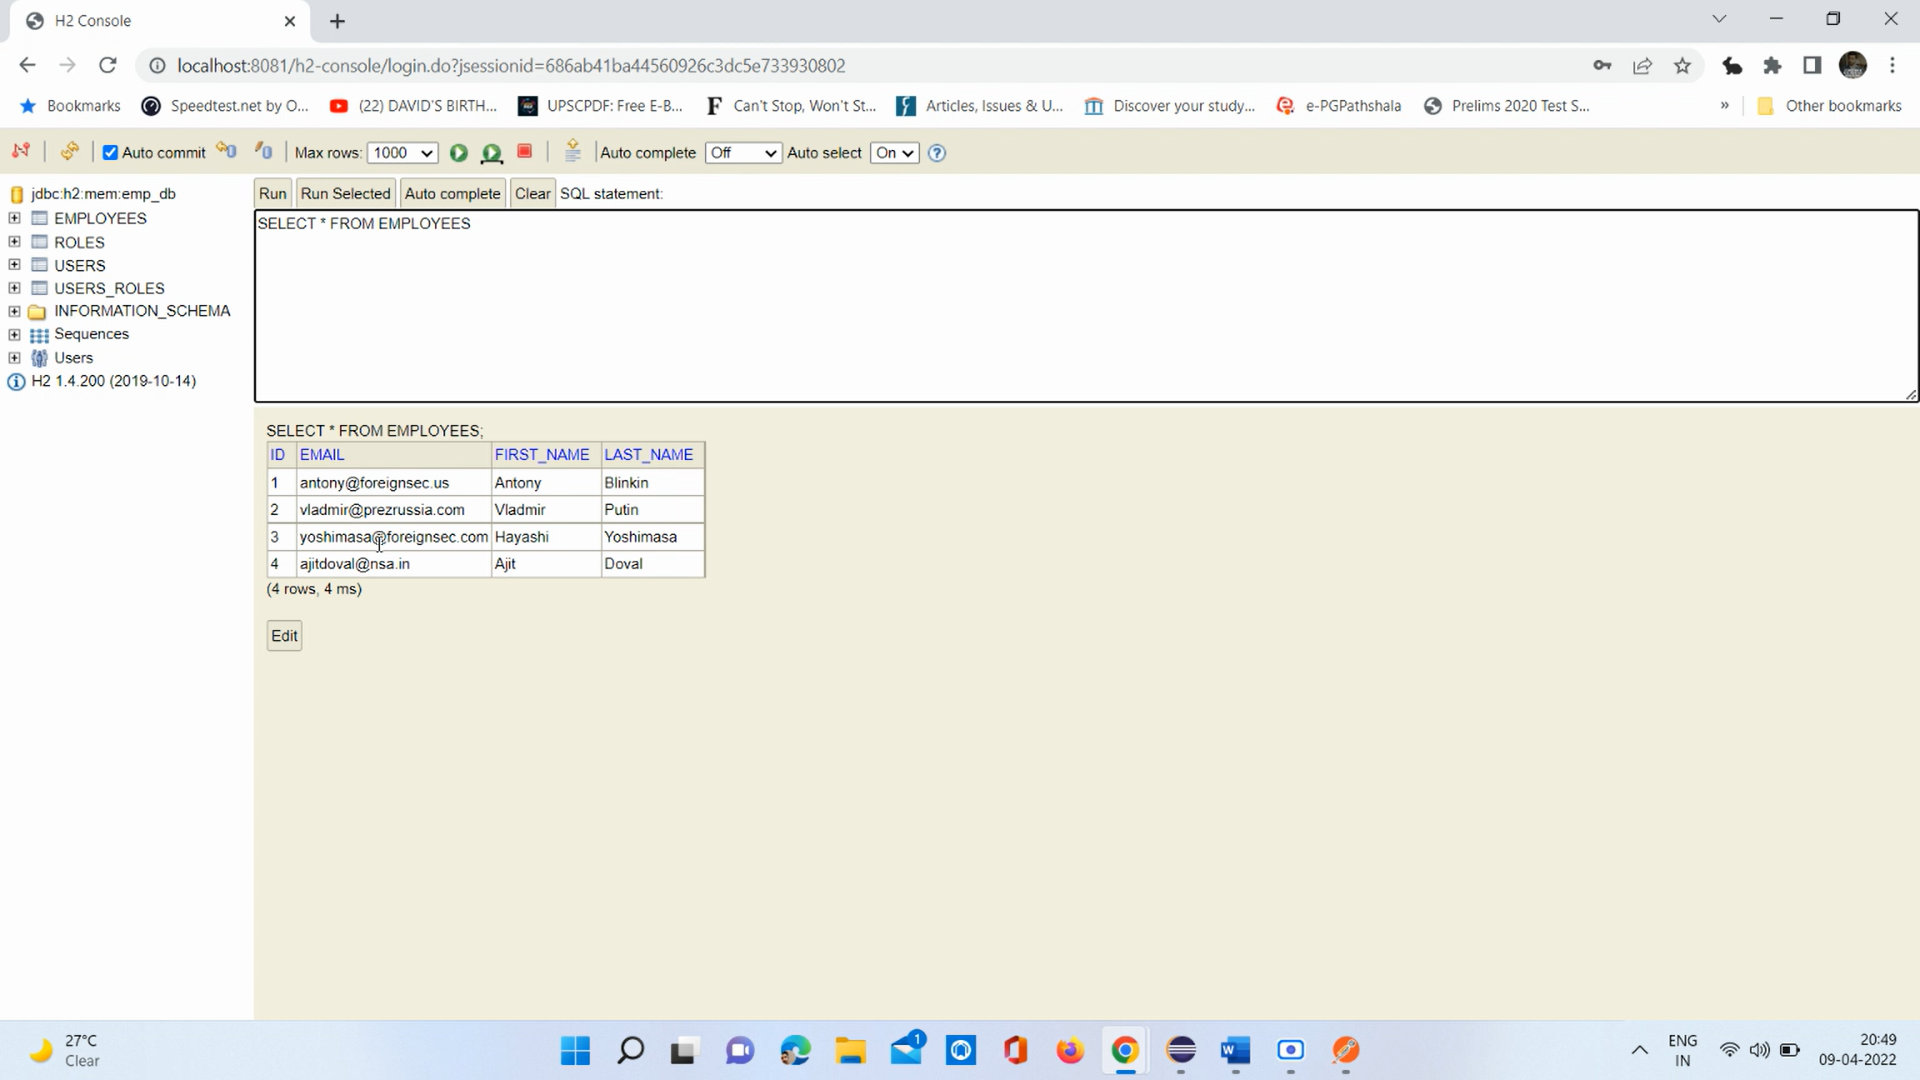 H2 Console
localhost:8081/h2-console/login.do?jsessionid=686ab41ba44560926c3dc5e733930802
Bookmarks Speedtest.net by O... (22) DAVID'S BIRTH... UPSCPDF: Free E-B... Can't Stop, Won't St... Articles, Issues & U... Discover your study... e-PGPathshala Prelims 2020 Test S... » Other bookmarks
Auto commit Max rows: 1000 Auto complete Off Auto select On
jdbc:h2:mem:emp_db
EMPLOYEES
ROLES
USERS
USERS_ROLES
INFORMATION_SCHEMA
Sequences
Users
H2 1.4.200 (2019-10-14)
Run Run Selected Auto complete Clear SQL statement:
SELECT * FROM EMPLOYEES
SELECT * FROM EMPLOYEES;
ID EMAIL FIRST_NAME LAST_NAME
1 antony@foreignsec.us Antony Blinkin
2 vladmir@prezrussia.com Vladmir Putin
3 yoshimasa@foreignsec.com Hayashi Yoshimasa
4 ajitdoval@nsa.in Ajit Doval
(4 rows, 4 ms)
Edit
27°C
Clear
1
ENG
IN
20:49
09-04-2022